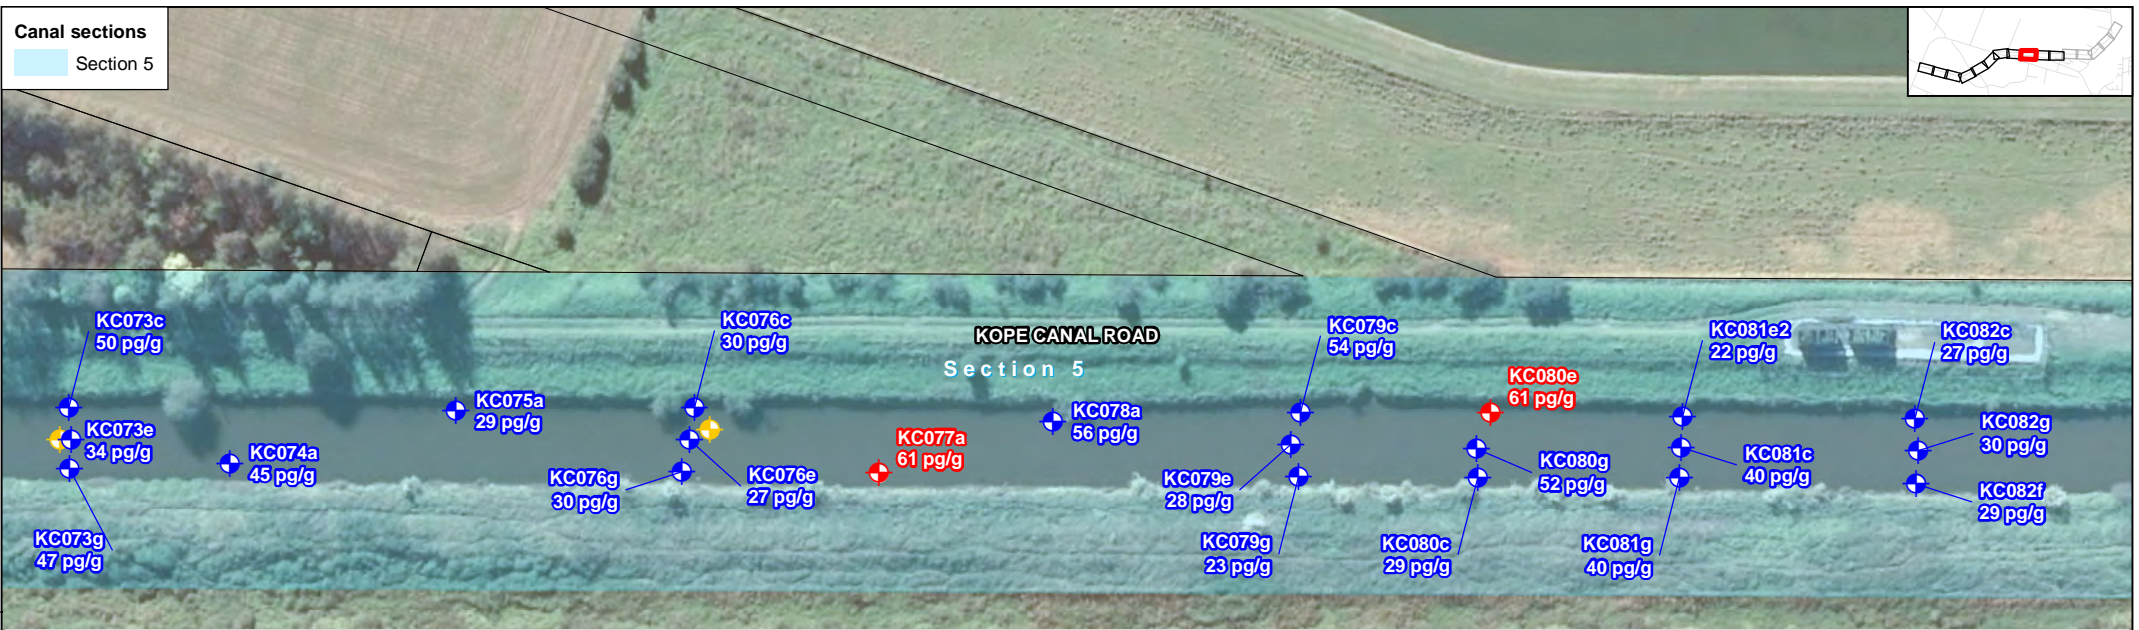 Canal sections
Section 5
KC073c
50 pg/g
KC073e
34 pg/g
KC073g
47 pg/g
KC074a
45 pg/g
KC075a
29 pg/g
KC076c
30 pg/g
KC076g
30 pg/g
KC076e
27 pg/g
KOPE CANAL ROAD
Section 5
KC077a
61 pg/g
KC078a
56 pg/g
KC079c
54 pg/g
KC079e
28 pg/g
KC079g
23 pg/g
KC080e
61 pg/g
KC080g
52 pg/g
KC080c
29 pg/g
KC081e2
22 pg/g
KC081c
40 pg/g
KC081g
40 pg/g
KC082c
27 pg/g
KC082g
30 pg/g
KC082f
29 pg/g